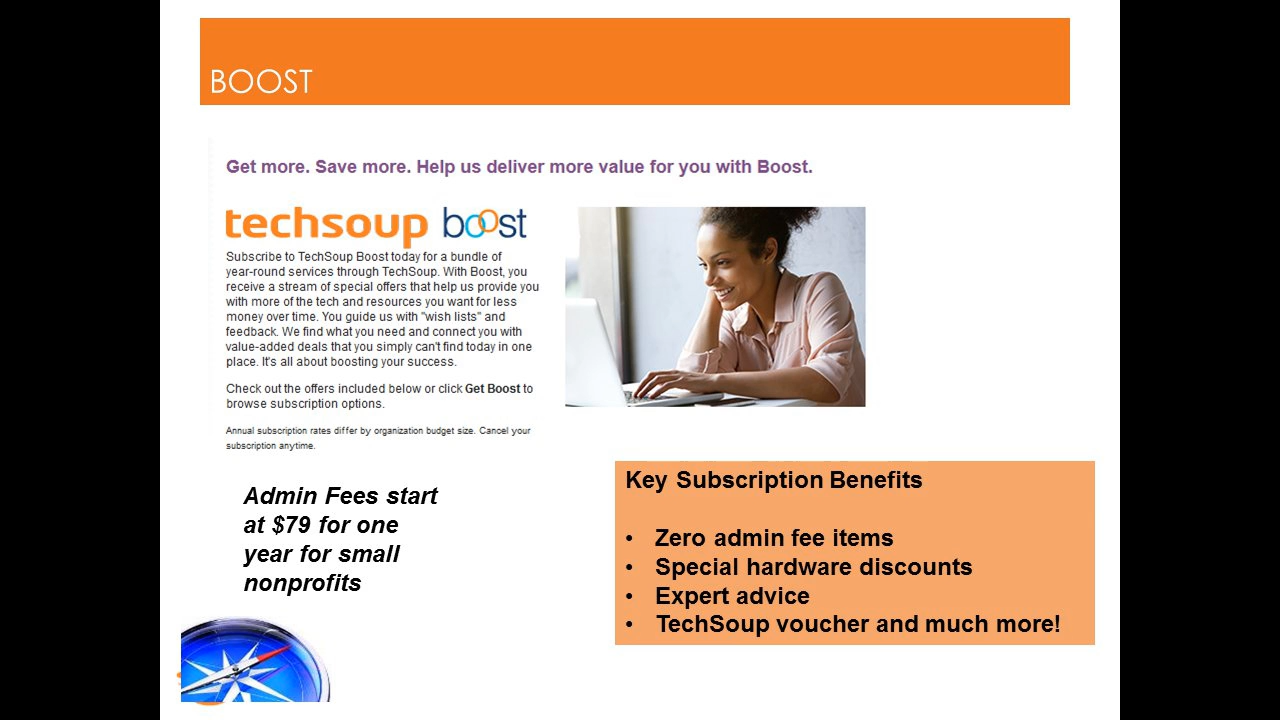 BOOST
Get more. Save more. Help us deliver more value for you with Boost.
techsoup boost
Subscribe to TechSoup Boost today for a bundle of
year-round services through TechSoup. With Boost, you
receive a stream of special offers that help us provide you
with more of the tech and resources you want for less
money over time. You guide us with "wish lists" and
feedback. We find what you need and connect you with
value-added deals that you simply can't find today in one
place. It's all about boosting your success.
Check out the offers included below or click Get Boost to
browse subscription options.
Annual subscription rates differ by organization budget size. Cancel your
subscription anytime.
Admin Fees start
at $79 for one
year for small
nonprofits
Key Subscription Benefits
• Zero admin fee items
• Special hardware discounts
• Expert advice
• TechSoup voucher and much more!